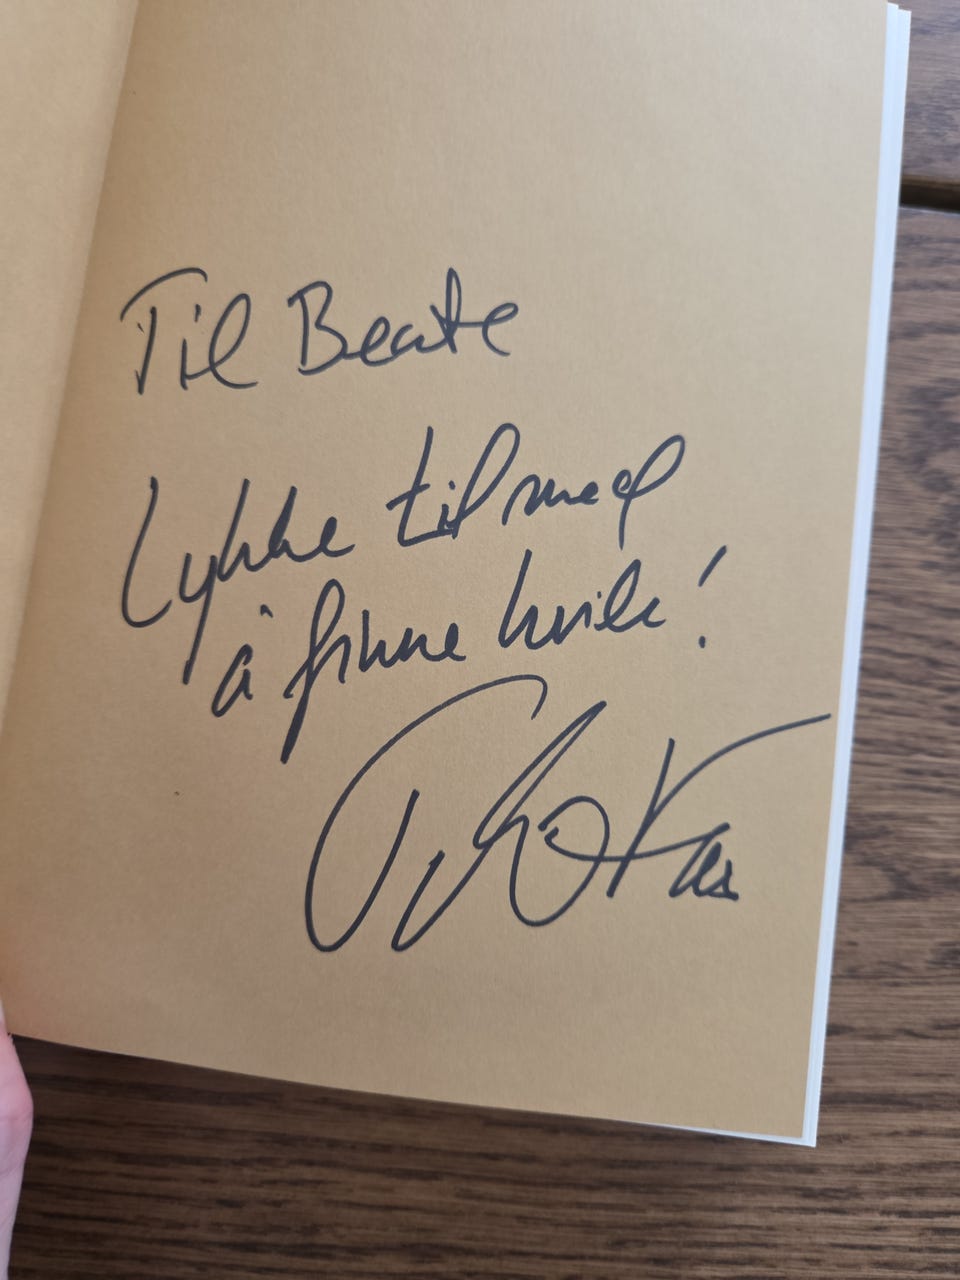 Til Beate
Lykke til med
å finne hvile!